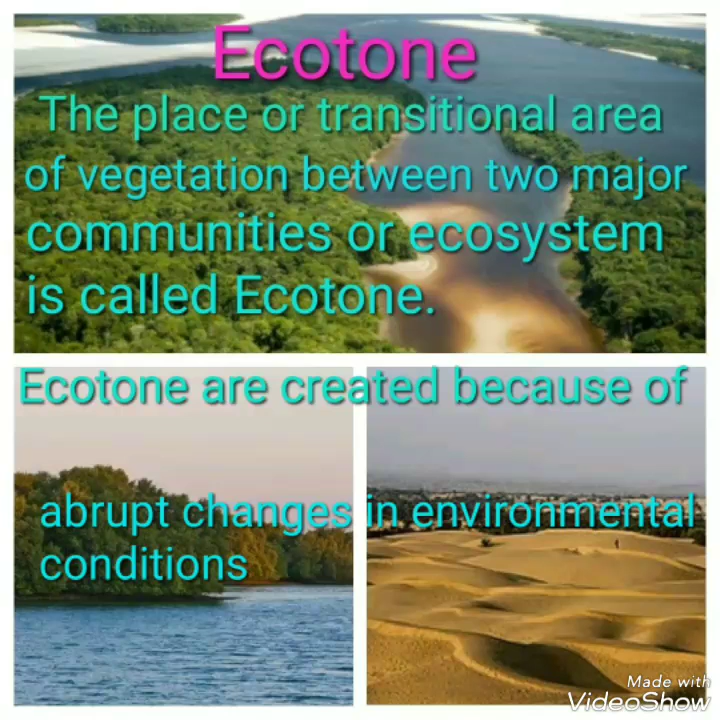 Ecotone
The place or transitional area
of vegetation between two major
communities or ecosystem
is called Ecotone.
Ecotone are created because of
abrupt changes in environmental
conditions
Made with
VideoShow